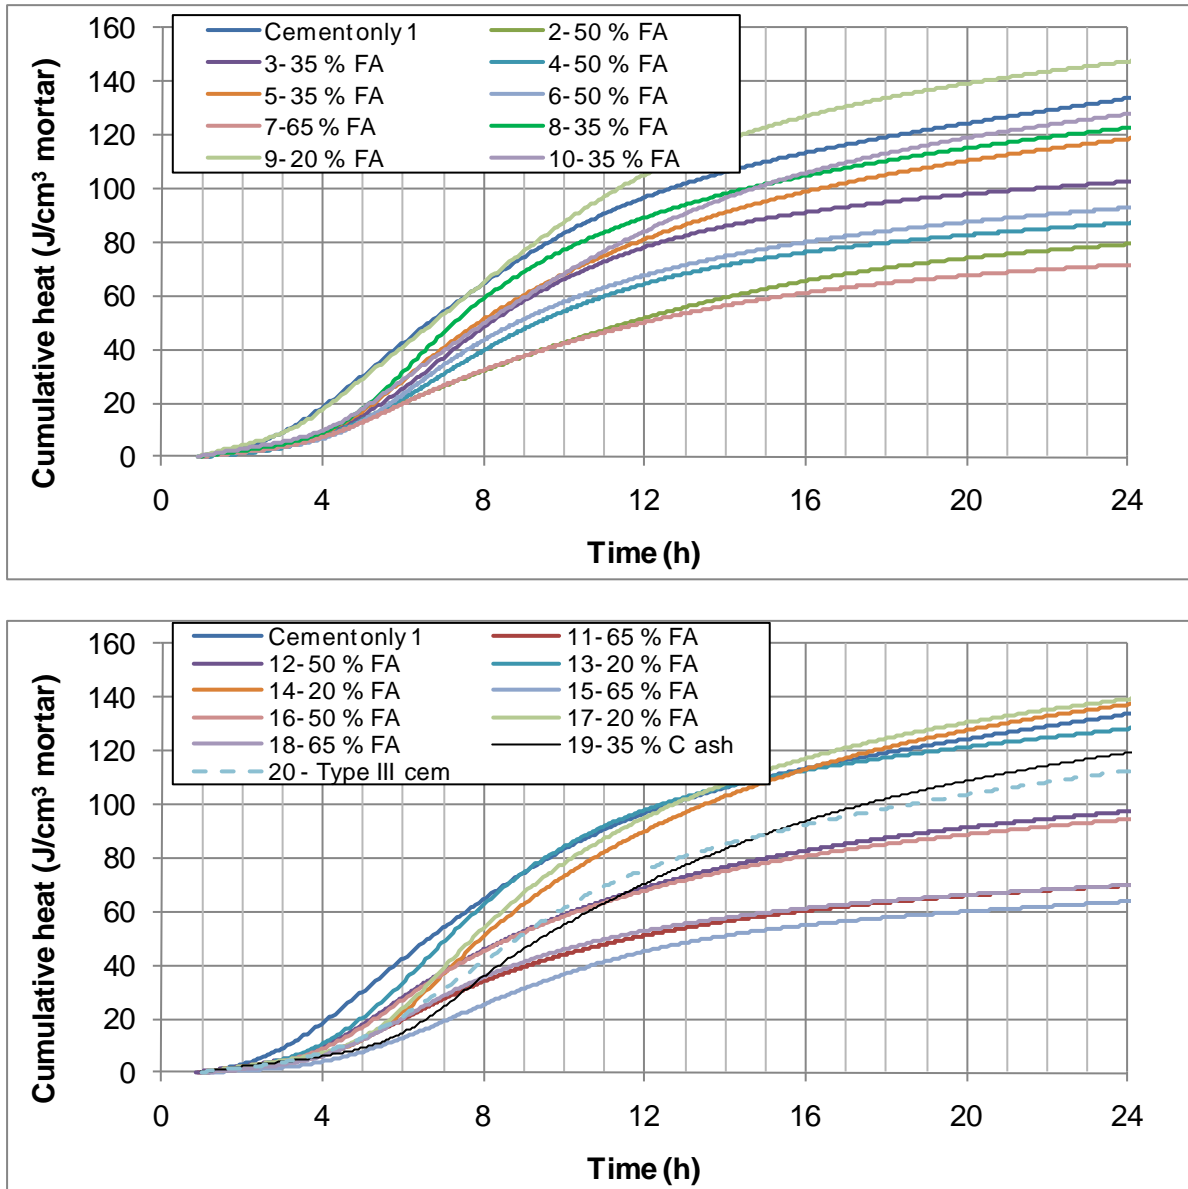 160
140
120
100
80
60
40
20
0
Cumulative heat (J/cm³ mortar)
Cement only 1 2-50 % FA
3-35 % FA 4-50 % FA
5-35 % FA 6-50 % FA
7-65 % FA 8-35 % FA
9-20 % FA 10-35 % FA
0 4 8 12 16 20 24
Time (h)
160
140
120
100
80
60
40
20
0
Cumulative heat (J/cm³ mortar)
Cement only 1 11-65 % FA
12-50 % FA 13-20 % FA
14-20 % FA 15-65 % FA
16-50 % FA 17-20 % FA
18-65 % FA 19-35 % C ash
20 - Type III cem
0 4 8 12 16 20 24
Time (h)